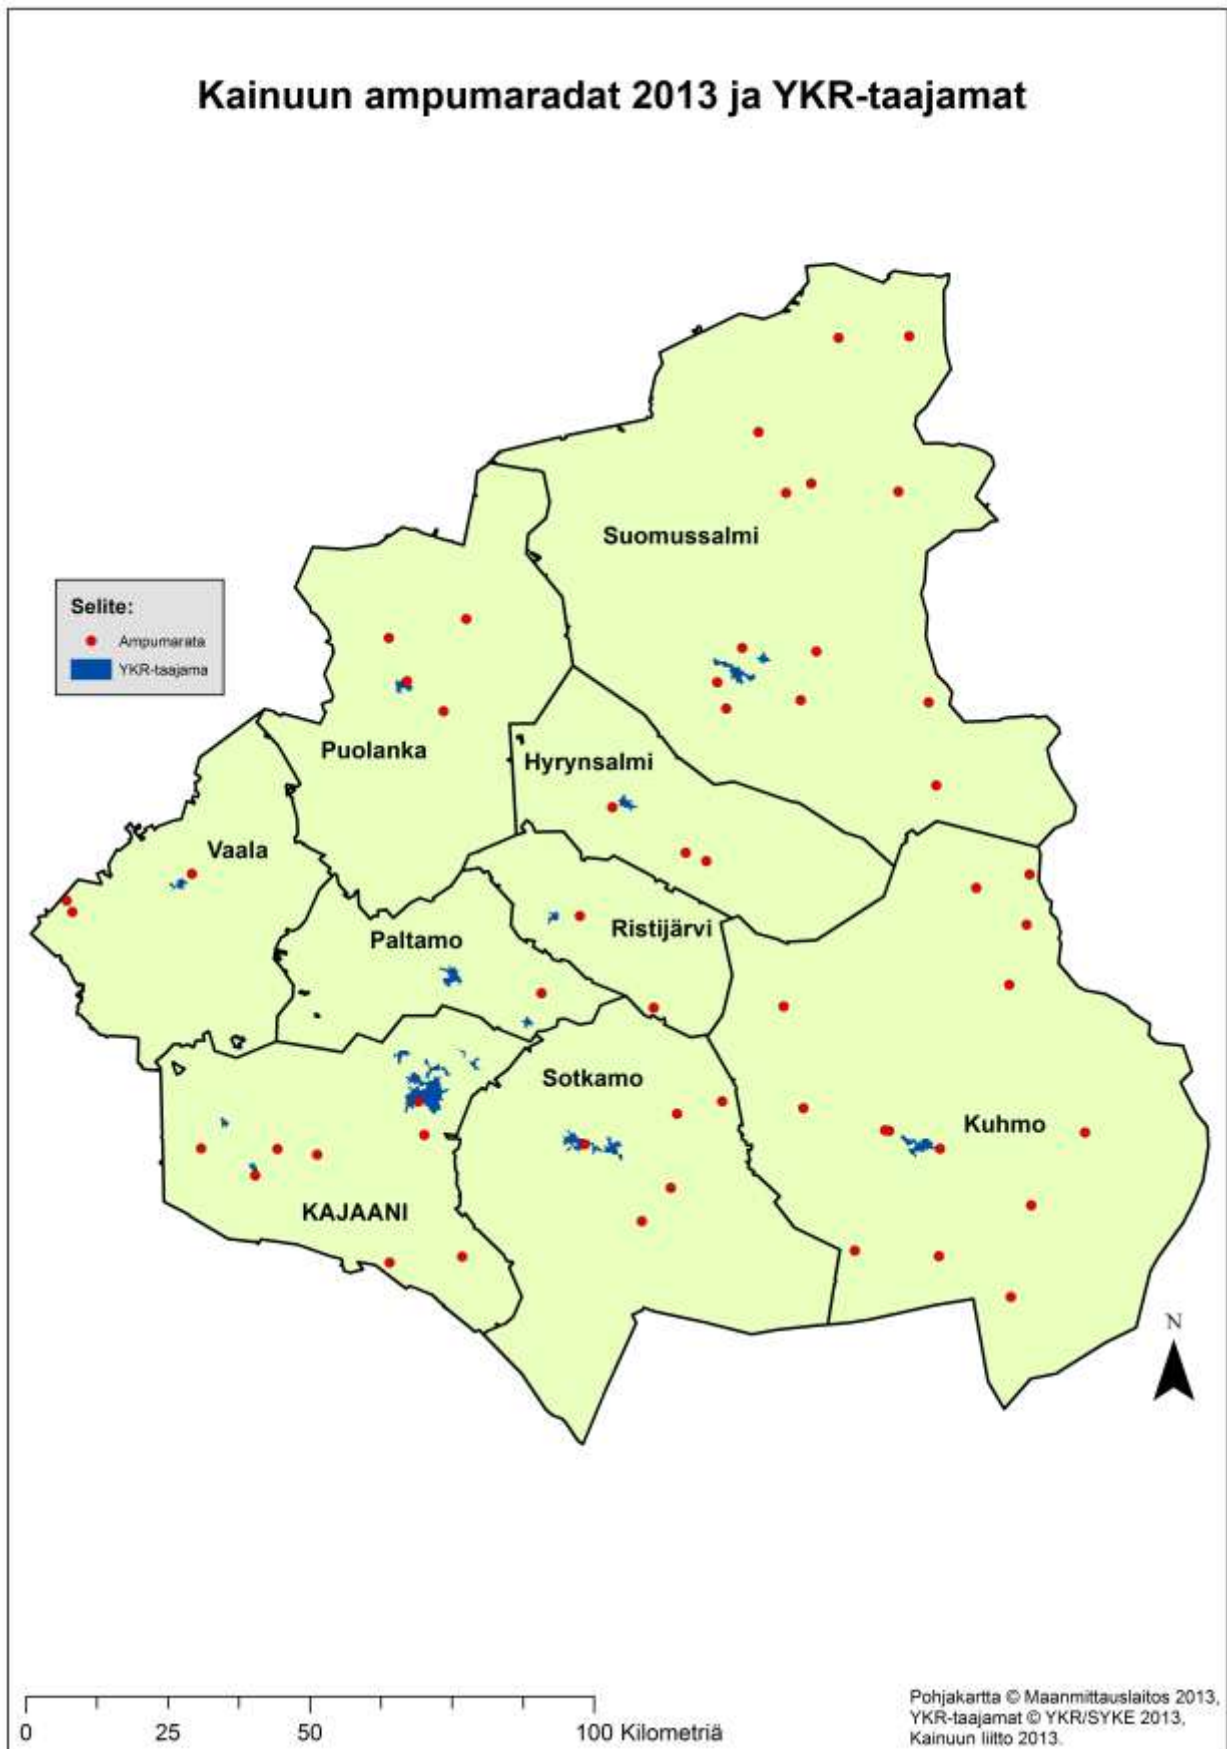 Kainuun ampumaradat 2013 ja YKR-taajamat
Suomussalmi
Selite:
Ampumarata
YKR-taajama
Puolanka
Hyrynsalmi
Vaala
Ristijärvi
Paltamo
Sotkamo
Kuhmo
KAJAANI
N
0 25 50 100 Kilometriä
Pohjakartta © Maanmittauslaitos 2013,
YKR-taajamat © YKR/SYKE 2013,
Kainuun liitto 2013.